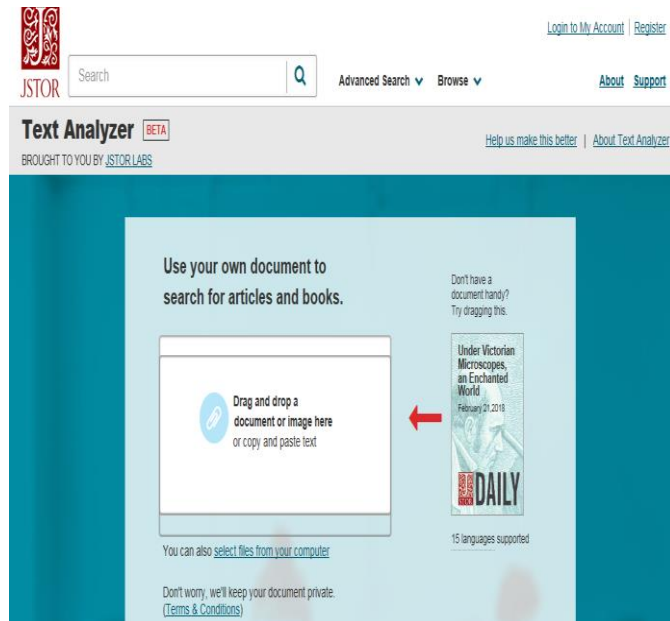 Login to My Account | Register
JSTOR
Search
Advanced Search
Browse
About Support
Text Analyzer BETA
BROUGHT TO YOU BY JSTOR LABS
Help us make this better | About Text Analyzer
Use your own document to
search for articles and books.
Drag and drop a
document or image here
or copy and paste text
You can also select files from your computer
Don't worry, we'll keep your document private.
(Terms & Conditions)
Don't have a
document handy?
Try dragging this.
Under Victorian
Microscopes,
an Enchanted
World
February 21,2018
JSTOR DAILY
15 languages supported